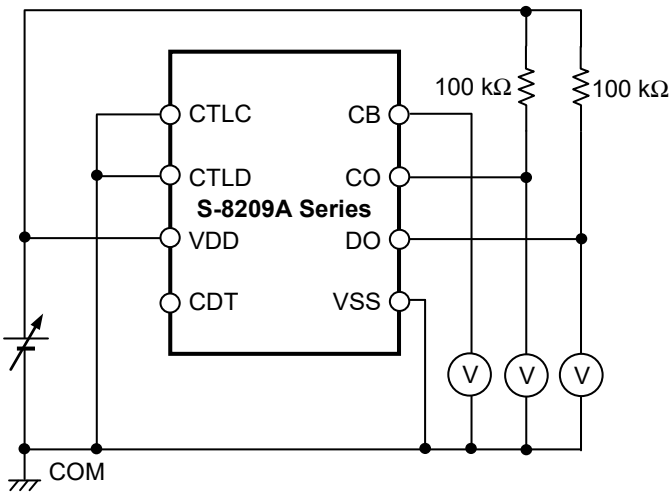 100 kΩ
100 kΩ
CTLC
CB
CTLD
CO
S-8209A Series
VDD
DO
CDT
VSS
V
V
V
COM